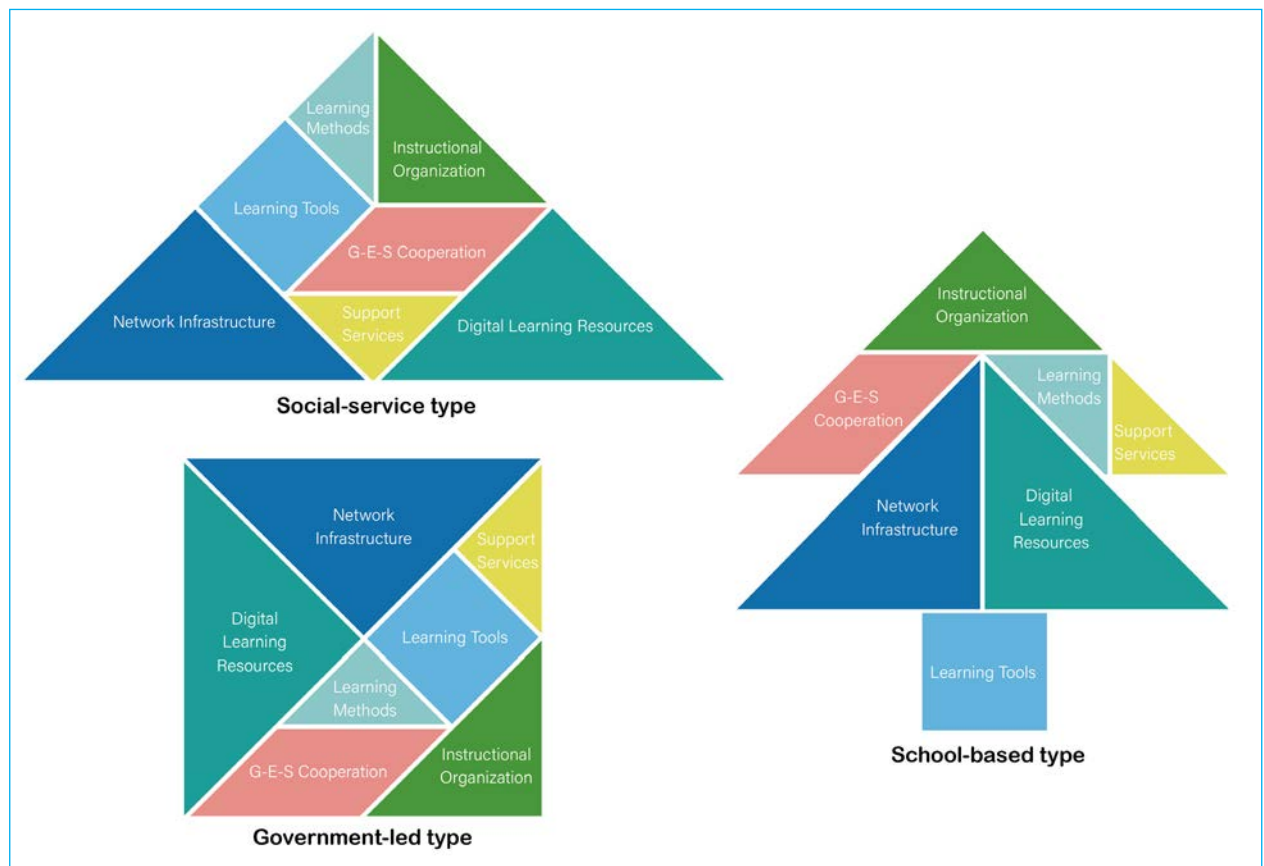 Learning
Methods
Instructional
Organization
Learning Tools
G-E-S Cooperation
Network Infrastructure
Support
Services
Digital Learning Resources
Social-service type
Network
Infrastructure
Support
Services
Digital
Learning
Resources
Learning Tools
Learning
Methods
G-E-S Cooperation
Instructional
Organization
Government-led type
Instructional
Organization
G-E-S
Cooperation
Learning
Methods
Support
Services
Network
Infrastructure
Digital
Learning
Resources
Learning Tools
School-based type